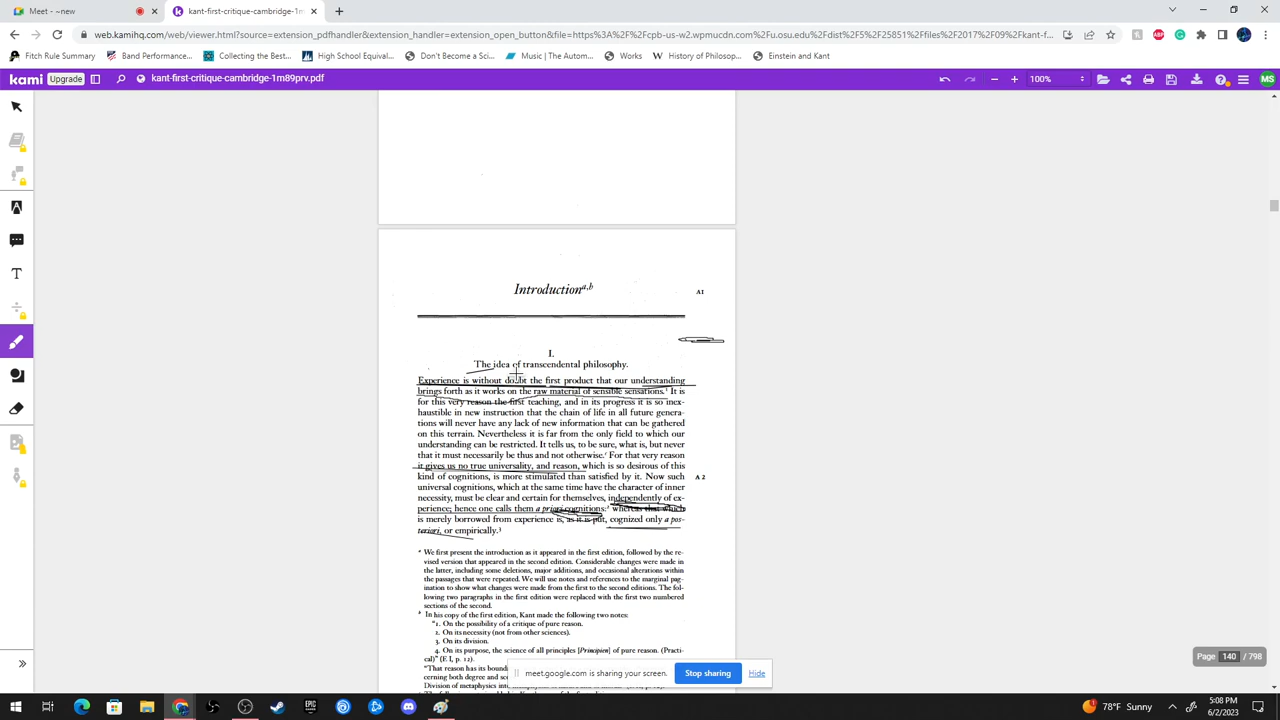 Meet - ~new
kant-first-critique-cambridge-1m
web.kamihq.com/web/viewer.html?source=extension_pdfhandler&extension_handler=extension_open_button&file=https%3A%2F%2Fcpb-us-w2.wpmucdn.com%2Fu.osu.edu%2Fdist%2F5%2F25851%2Ffiles%2F2017%2F09%2Fkant-f...
Fitch Rule Summary
Collecting the Best...
High School Equival...
Don't Become a Sci...
Music | The Autom...
Works
History of Philosop...
Einstein and Kant
kami Upgrade
kant-first-critique-cambridge-1m89prv.pdf
100%
MS
Introduction a,b
A1
I.
The idea of transcendental philosophy.
Experience is without doubt the first product that our understanding
brings forth as it works on the raw material of sensible sensations.¹ It is
for this very reason the first teaching, and in its progress it is so inex-
haustible in new instruction that the chain of life in all future genera-
tions will never have any lack of new information that can be gathered
on this terrain. Nevertheless it is far from the only field to which our
understanding can be restricted. It tells us, to be sure, what is, but never
that it must necessarily be thus and not otherwise. For that very reason
it gives us no true universality, and reason, which is so desirous of this
kind of cognitions, is more stimulated than satisfied by it. Now such
A 2
universal cognitions, which at the same time have the character of inner
necessity, must be clear and certain for themselves, independently of ex-
perience; hence one calls them a priori cognitions:² whereas that which
is merely borrowed from experience is, as it is put, cognized only a pos-
teriori, or empirically.³
a We first present the introduction as it appeared in the first edition, followed by the re-
vised version that appeared in the second edition. Considerable changes were made in
the latter, including some deletions, major additions, and occasional alterations within
the passages that were repeated. We will use notes and references to the marginal pag-
ination to show what changes were made from the first to the second editions. The fol-
lowing two paragraphs in the first edition were replaced with the first two numbered
sections of the second.
b In his copy of the first edition, Kant made the following two notes:
"1. On the possibility of a critique of pure reason.
2. On its necessity (not from other sciences).
3. On its division.
4. On its purpose, the science of all principles [Principien] of pure reason. (Practi-
cal)" (E I, p. 12).
"That reason has its bound
cerning both degree and
Division of metaphysics into
meet.google.com is sharing your screen.
Stop sharing
Hide
Page 140 / 798
78°F Sunny
5:08 PM
6/2/2023